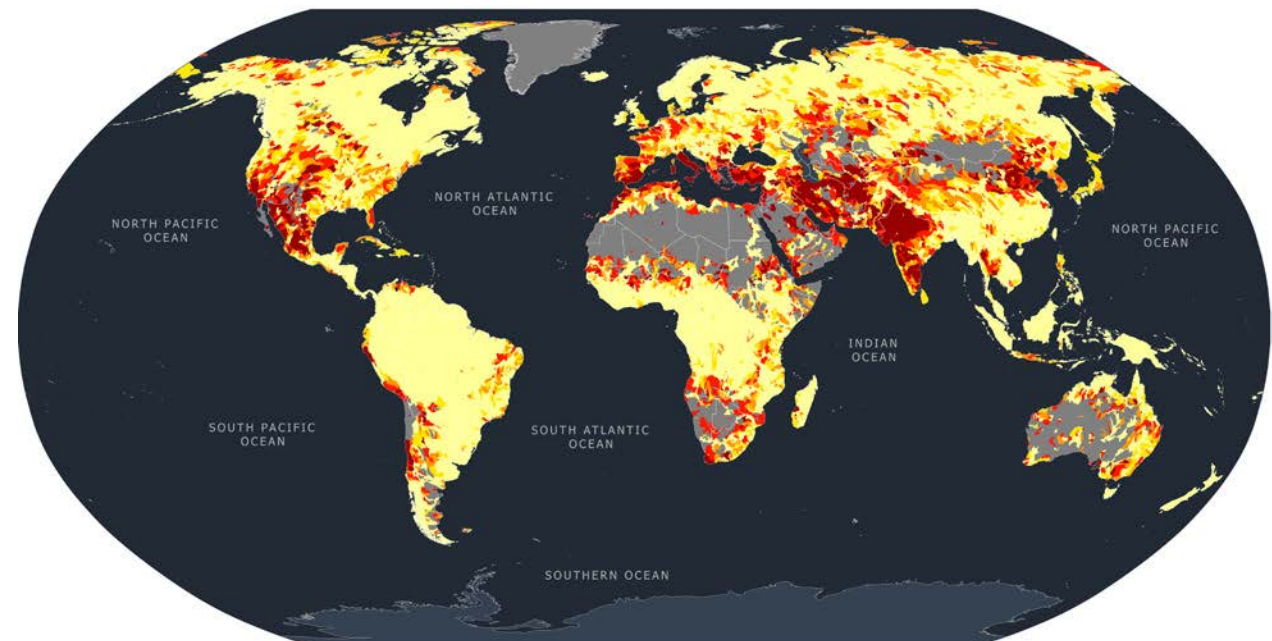 NORTH ATLANTIC
OCEAN
NORTH PACIFIC
OCEAN
NORTH PACIFIC
OCEAN
INDIAN
OCEAN
SOUTH PACIFIC
OCEAN
SOUTH ATLANTIC
OCEAN
SOUTHERN OCEAN